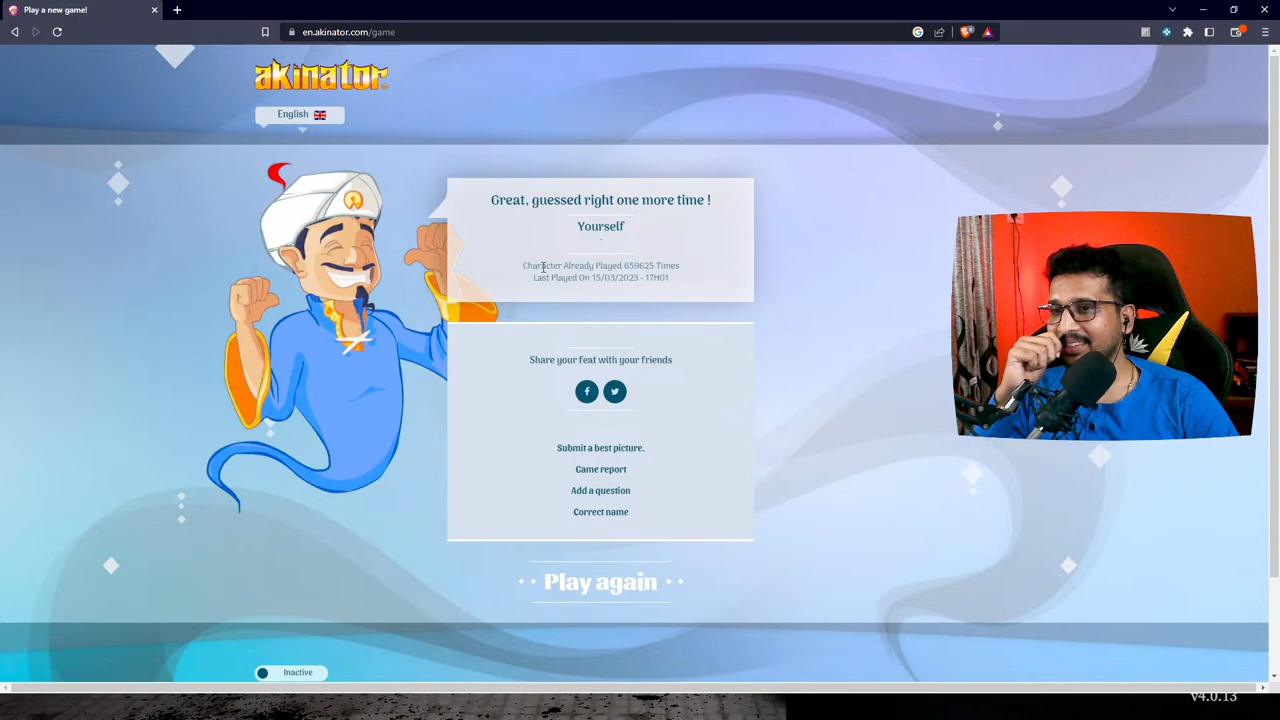 Play a new game!
en.akinator.com/game
akinator
English
Great, guessed right one more time !
Yourself
-
Character Already Played 659625 Times
Last Played On 15/03/2023 - 17H01
Share your feat with your friends
Submit a best picture.
Game report
Add a question
Correct name
Play again
Inactive
v4.0.13